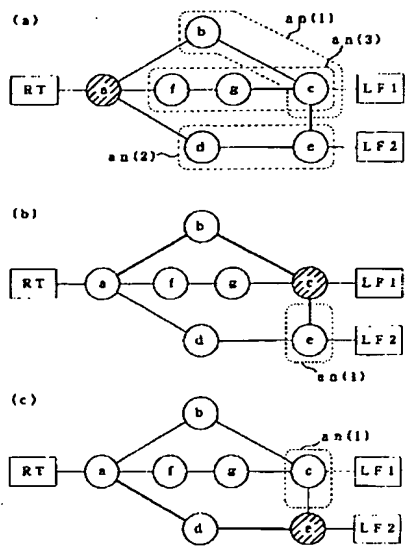 (a)
b
an(1)
an(3)
RT
a
f
g
c
LF1
d
e
LF2
an(2)
(b)
b
RT
a
f
g
c
LF1
d
e
LF2
an(1)
(c)
b
an(1)
RT
a
f
g
c
LF1
d
e
LF2